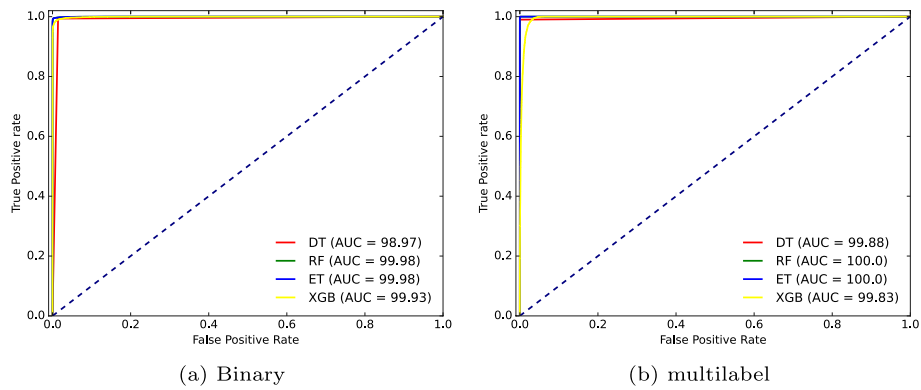 True Positive rate
1.0
0.8
0.6
0.4
0.2
0.0
0.0 0.2 0.4 0.6 0.8 1.0
False Positive Rate
DT (AUC = 98.97)
RF (AUC = 99.98)
ET (AUC = 99.98)
XGB (AUC = 99.93)
(a) Binary
True Positive rate
1.0
0.8
0.6
0.4
0.2
0.0
0.0 0.2 0.4 0.6 0.8 1.0
False Positive Rate
DT (AUC = 99.88)
RF (AUC = 100.0)
ET (AUC = 100.0)
XGB (AUC = 99.83)
(b) multilabel